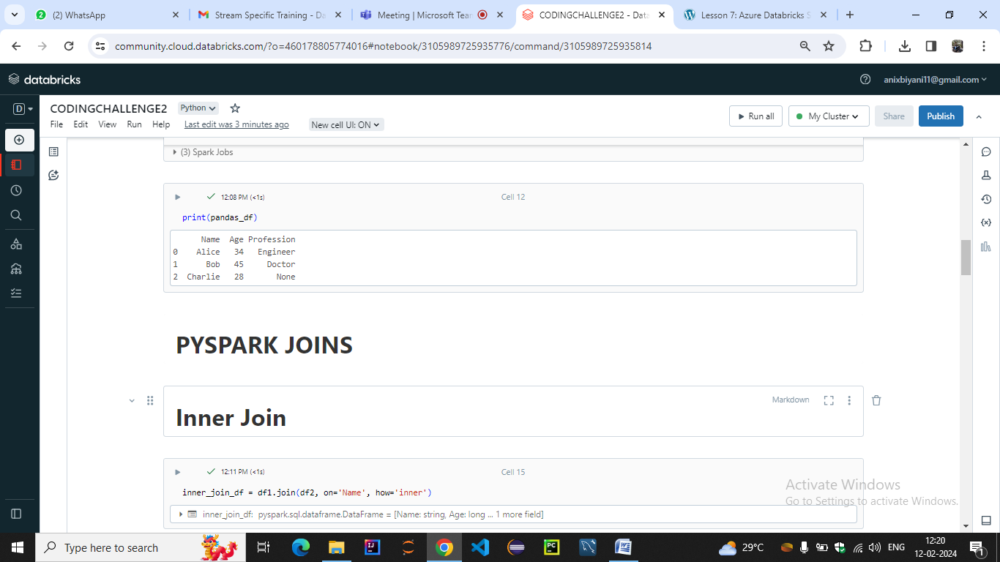 (2) WhatsApp
Stream Specific Training - Da
Meeting | Microsoft Tea
CODINGCHALLENGE2 - Data
Lesson 7: Azure Databricks S
community.cloud.databricks.com/?o=460178805774016#notebook/3105989725935776/command/3105989725935814
databricks
anixbiyani11@gmail.com
D
CODINGCHALLENGE2
Python
File Edit View Run Help
Last edit was 3 minutes ago
New cell UI: ON
Run all
My Cluster
Share
Publish
(3) Spark Jobs
12:08 PM (<1s)
Cell 12
print(pandas_df)
Name Age Profession
0 Alice 34 Engineer
1 Bob 45 Doctor
2 Charlie 28 None
PYSPARK JOINS
Markdown
Inner Join
12:11 PM (<1s)
Cell 15
inner_join_df = df1.join(df2, on='Name', how='inner')
inner_join_df: pyspark.sql.dataframe.DataFrame = [Name: string, Age: long ... 1 more field]
Activate Windows
Go to Settings to activate Windows.
Type here to search
29°C
ENG
12:20
12-02-2024
1